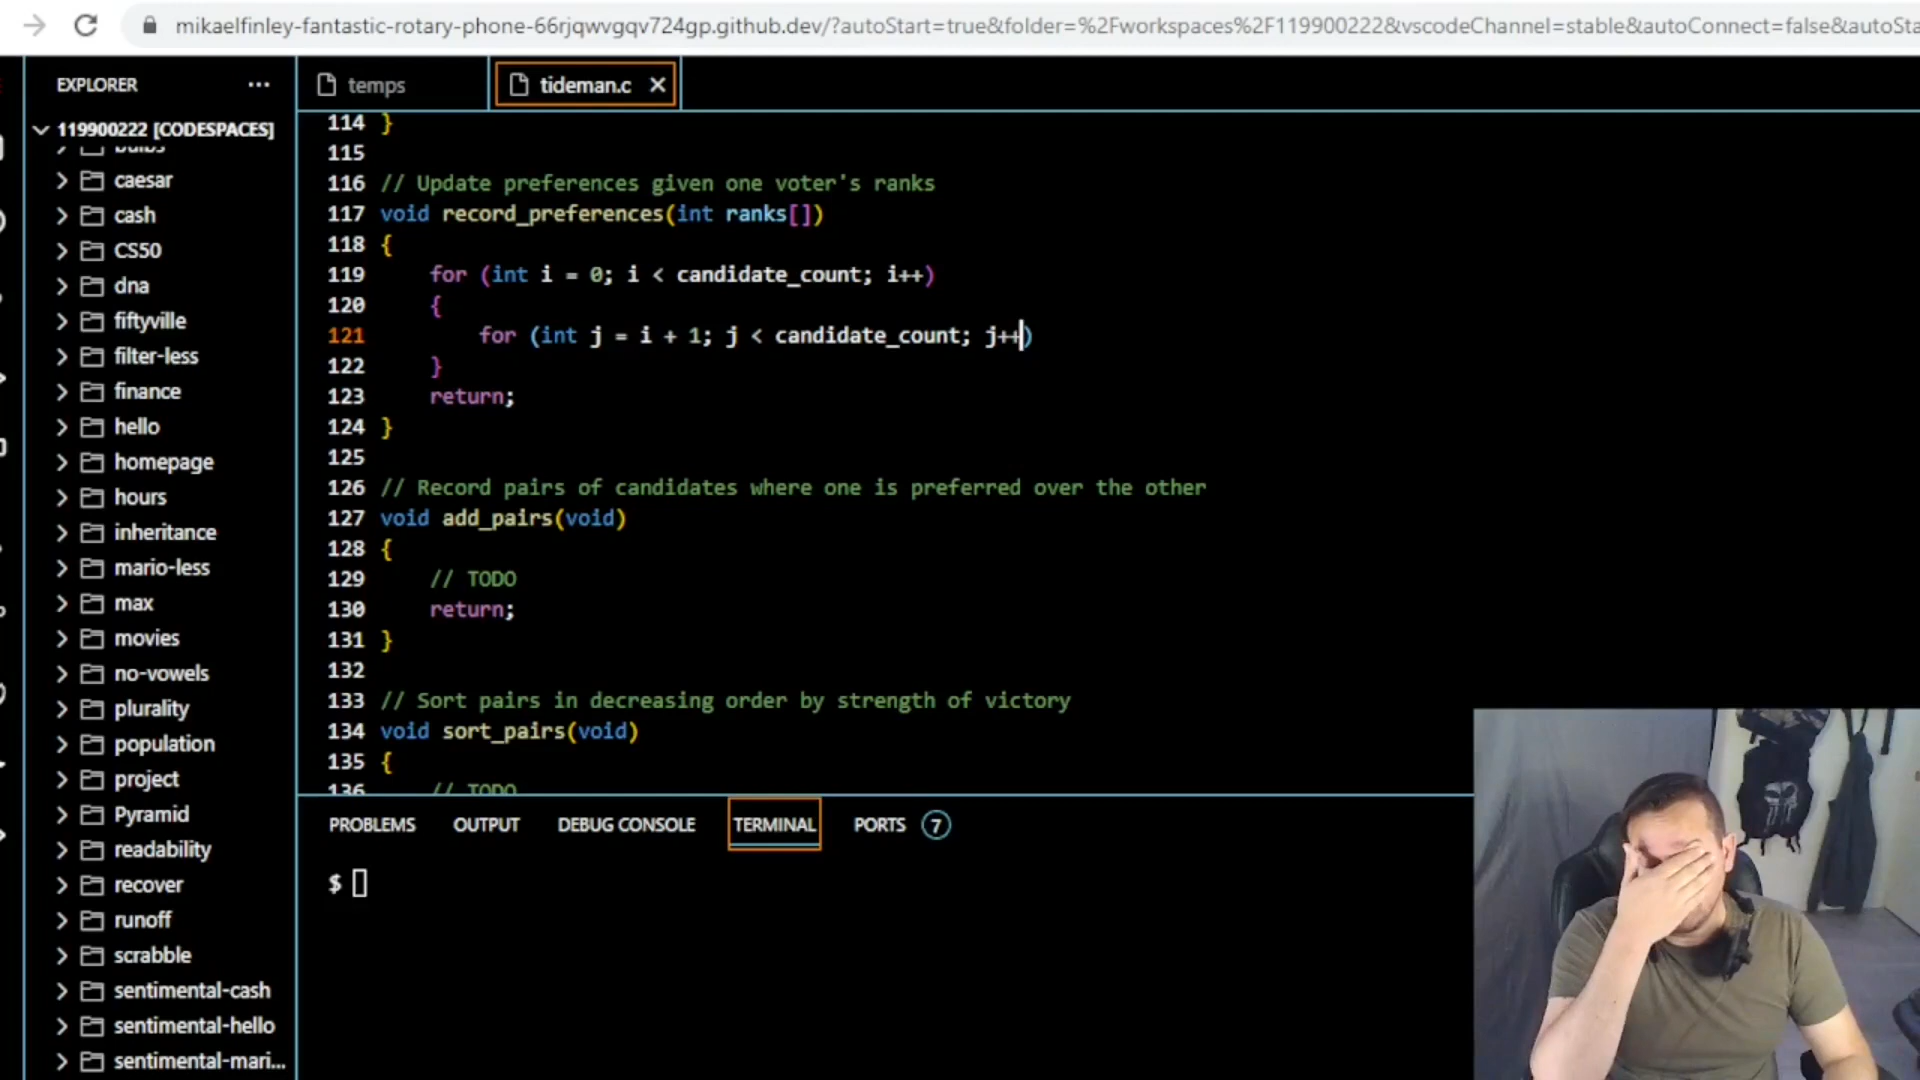 mikaelfinley-fantastic-rotary-phone-66rjqwvgqv724gp.github.dev/?autoStart=true&folder=%2Fworkspaces%2F119900222&vscodeChannel=stable&autoConnect=false&autoSta
EXPLORER ...
temps
tideman.c
119900222 [CODESPACES]
bulbs
caesar
cash
CS50
dna
fiftyville
filter-less
finance
hello
homepage
hours
inheritance
mario-less
max
movies
no-vowels
plurality
population
project
Pyramid
readability
recover
runoff
scrabble
sentimental-cash
sentimental-hello
sentimental-mari...
114 }
115
116 // Update preferences given one voter's ranks
117 void record_preferences(int ranks[])
118 {
119 for (int i = 0; i < candidate_count; i++)
120 {
121 for (int j = i + 1; j < candidate_count; j++)
122 }
123 return;
124 }
125
126 // Record pairs of candidates where one is preferred over the other
127 void add_pairs(void)
128 {
129 // TODO
130 return;
131 }
132
133 // Sort pairs in decreasing order by strength of victory
134 void sort_pairs(void)
135 {
136 // TODO
PROBLEMS OUTPUT DEBUG CONSOLE TERMINAL PORTS 7
$